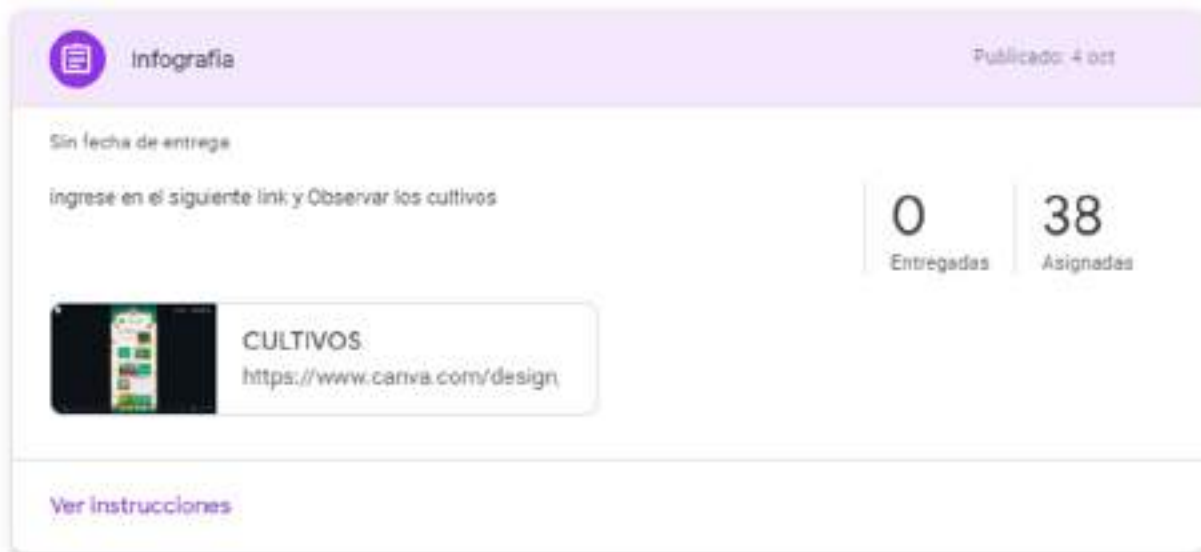 Infografia
Publicado: 4 oct
Sin fecha de entrega
ingrese en el siguiente link y Observar los cultivos
0
Entregadas
38
Asignadas
CULTIVOS
https://www.canva.com/design,
Ver instrucciones